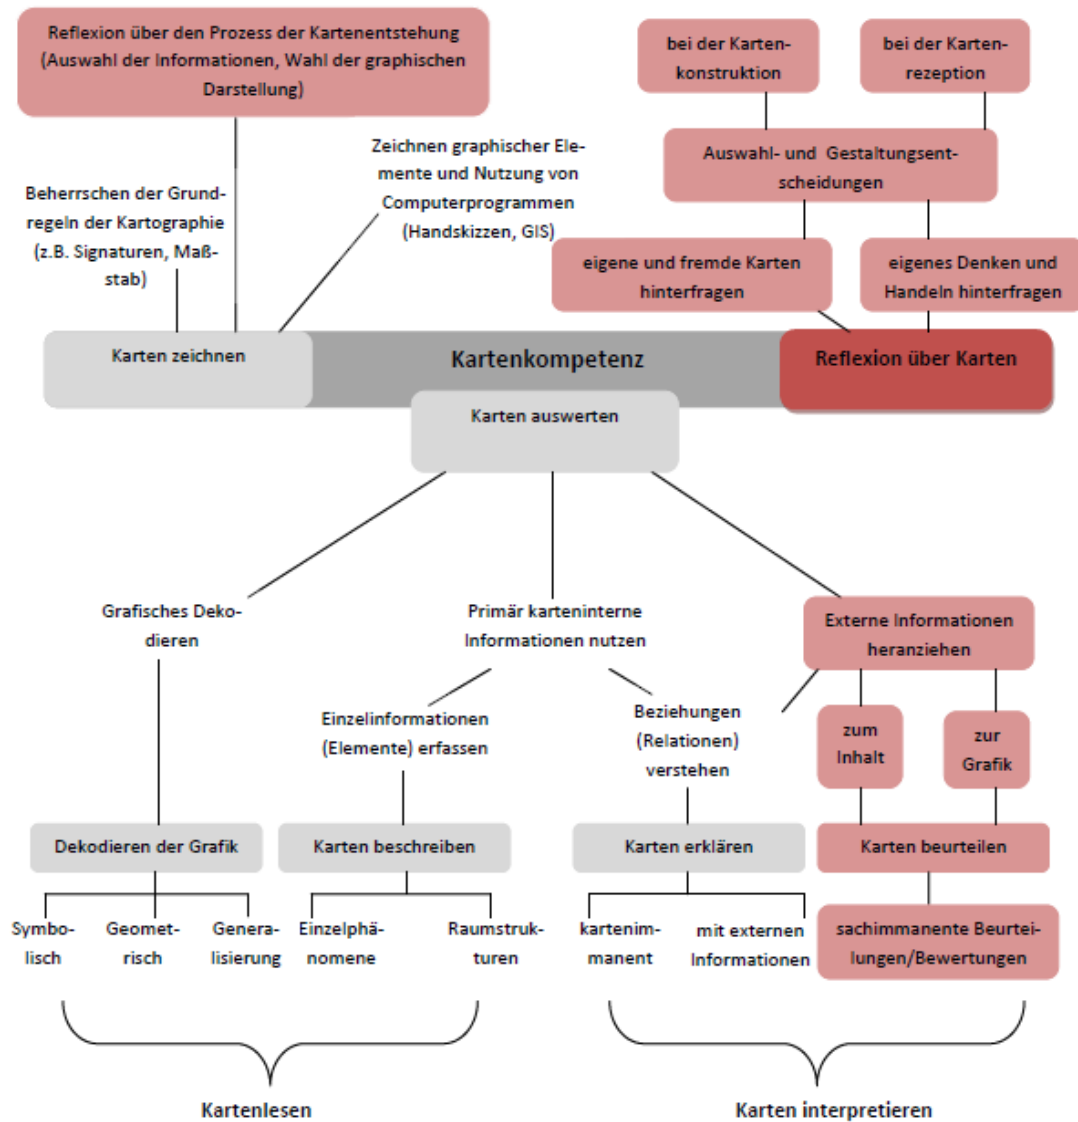 Reflexion über den Prozess der Kartenentstehung
(Auswahl der Informationen, Wahl der graphischen
Darstellung)
bei der Karten-
konstruktion
bei der Karten-
rezeption
Zeichnen graphischer Ele-
mente und Nutzung von
Computerprogrammen
(Handskizzen, GIS)
Auswahl- und Gestaltungsent-
scheidungen
Beherrschen der Grund-
regeln der Kartographie
(z.B. Signaturen, Maß-
stab)
eigene und fremde Karten
hinterfragen
eigenes Denken und
Handeln hinterfragen
Karten zeichnen
Kartenkompetenz
Reflexion über Karten
Karten auswerten
Grafisches Deko-
dieren
Primär karteninterne
Informationen nutzen
Externe Informationen
heranziehen
Einzelinformationen
(Elemente) erfassen
Beziehungen
(Relationen)
verstehen
zum
Inhalt
zur
Grafik
Dekodieren der Grafik
Karten beschreiben
Karten erklären
Karten beurteilen
Symbo-
lisch
Geomet-
risch
Genera-
lisierung
Einzelphä-
nomene
Raumstruk-
turen
kartenim-
manent
mit externen
Informationen
sachimmanente Beurtei-
lungen/Bewertungen
Kartenlesen
Karten interpretieren